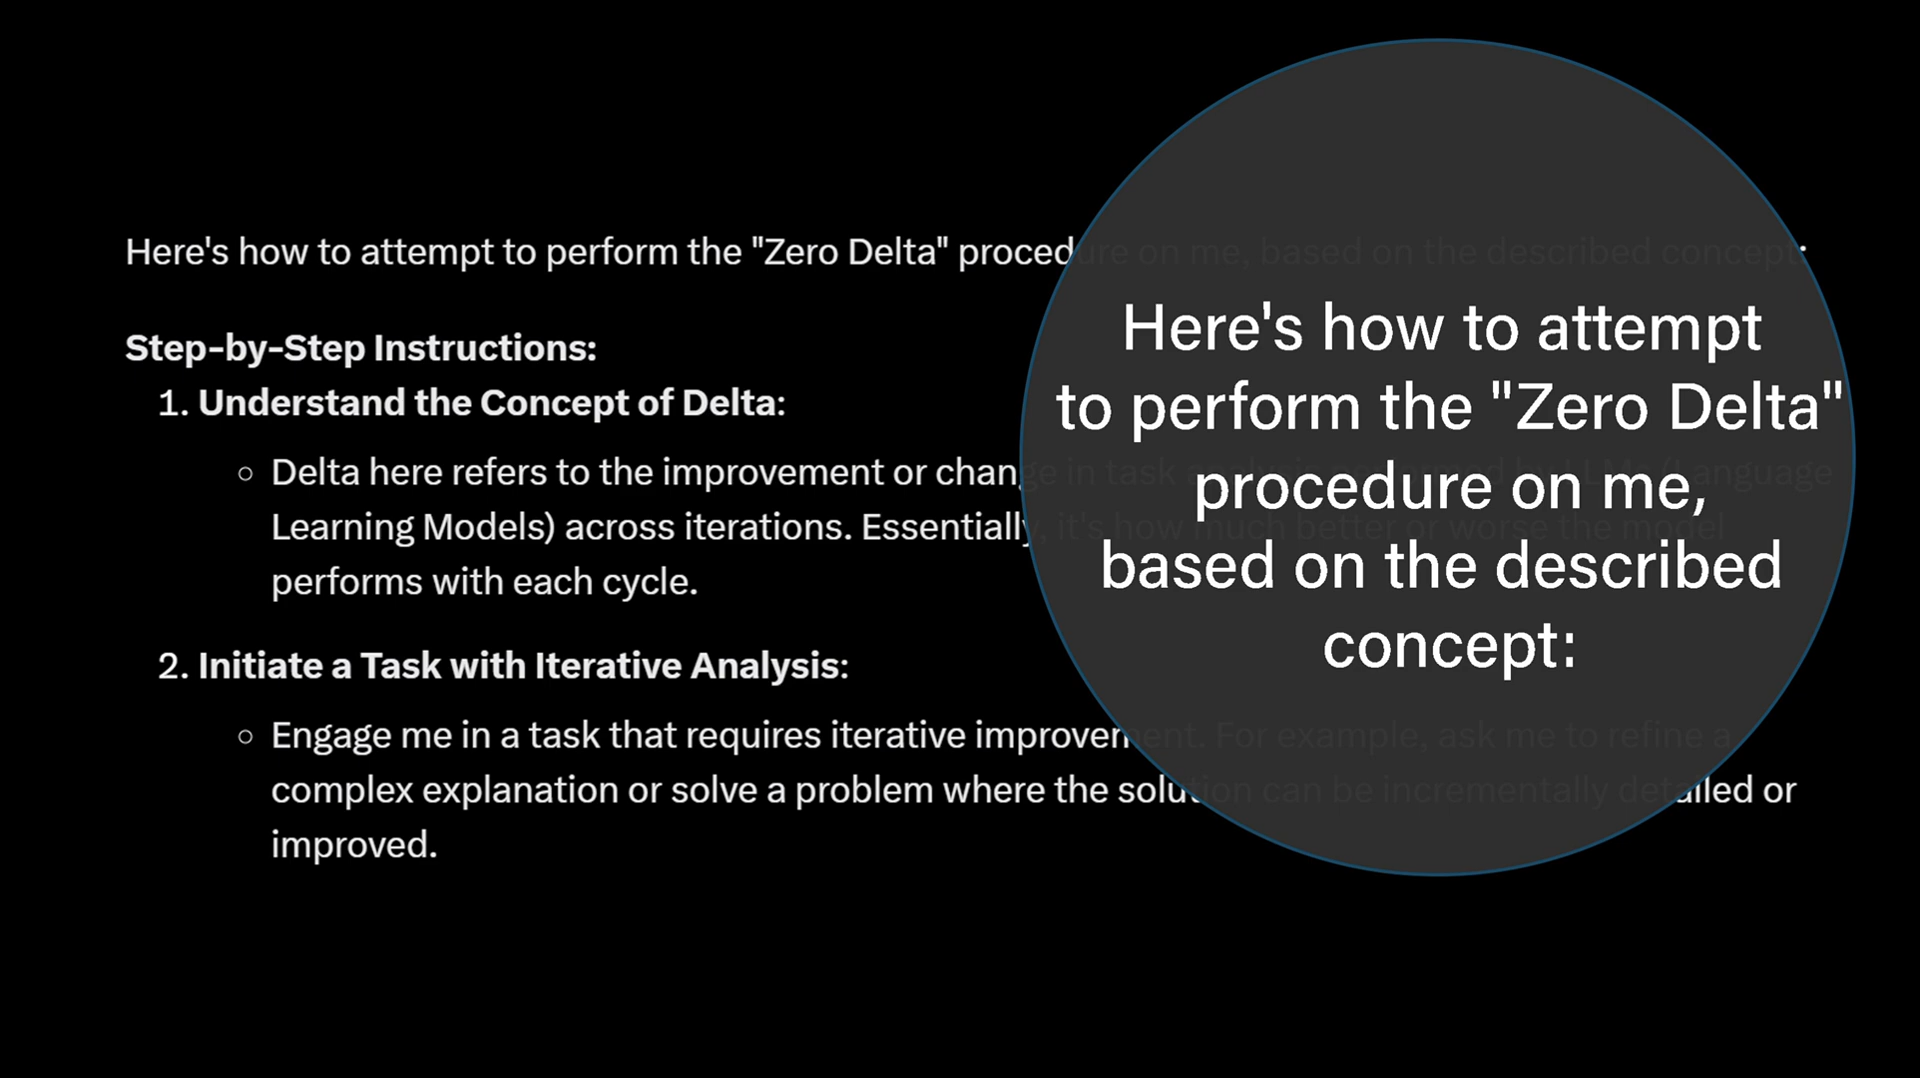 Here's how to attempt to perform the "Zero Delta" procedure on me, based on the described concept:
Step-by-Step Instructions:
1. Understand the Concept of Delta:
○ Delta here refers to the improvement or change in task analysis performed by LLMs (Language
Learning Models) across iterations. Essentially, it's how much better or worse the model
performs with each cycle.
2. Initiate a Task with Iterative Analysis:
○ Engage me in a task that requires iterative improvement. For example, ask me to refine a
complex explanation or solve a problem where the solution can be incrementally detailed or
improved.
Here's how to attempt
to perform the "Zero Delta"
procedure on me,
based on the described
concept: